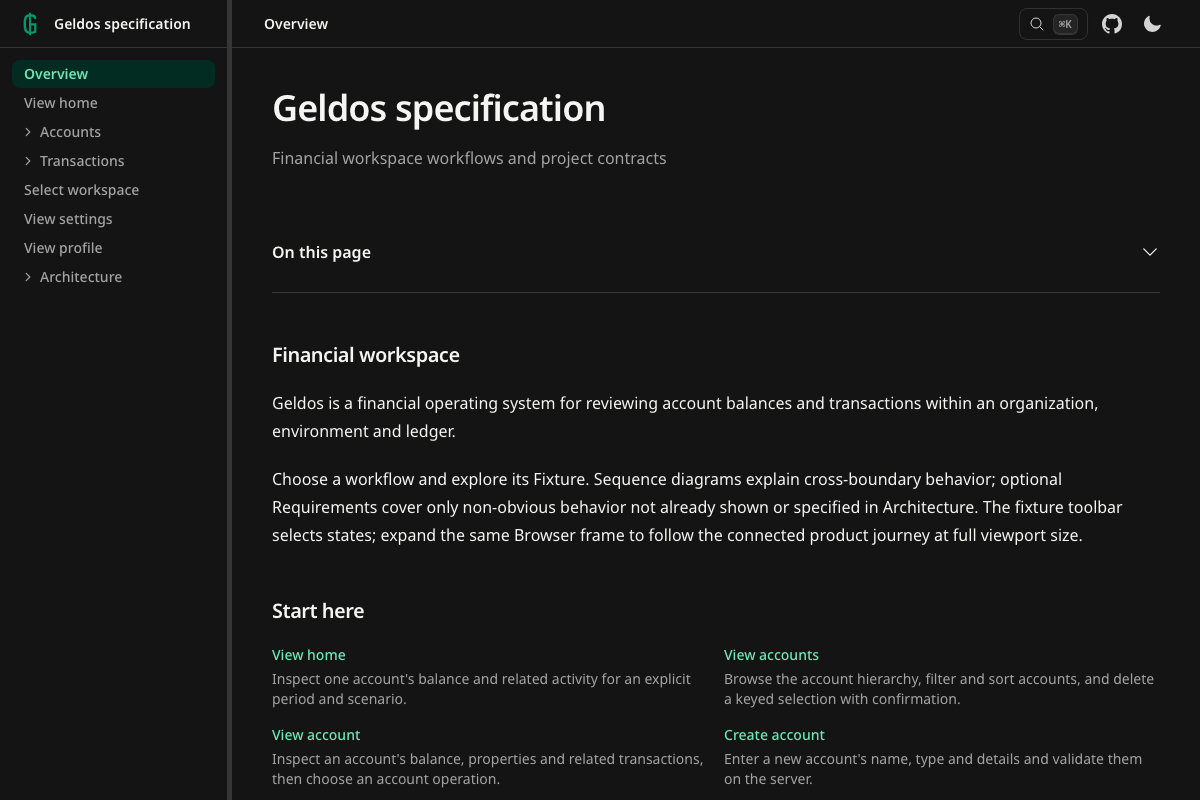 Geldos specification
Overview
⌘K
Overview
View home
Accounts
Transactions
Select workspace
View settings
View profile
Architecture
Geldos specification
Financial workspace workflows and project contracts
On this page
Financial workspace
Geldos is a financial operating system for reviewing account balances and transactions within an organization,
environment and ledger.
Choose a workflow and explore its Fixture. Sequence diagrams explain cross-boundary behavior; optional
Requirements cover only non-obvious behavior not already shown or specified in Architecture. The fixture toolbar
selects states; expand the same Browser frame to follow the connected product journey at full viewport size.
Start here
View home
Inspect one account's balance and related activity for an explicit
period and scenario.
View accounts
Browse the account hierarchy, filter and sort accounts, and delete
a keyed selection with confirmation.
View account
Inspect an account's balance, properties and related transactions,
then choose an account operation.
Create account
Enter a new account's name, type and details and validate them
on the server.